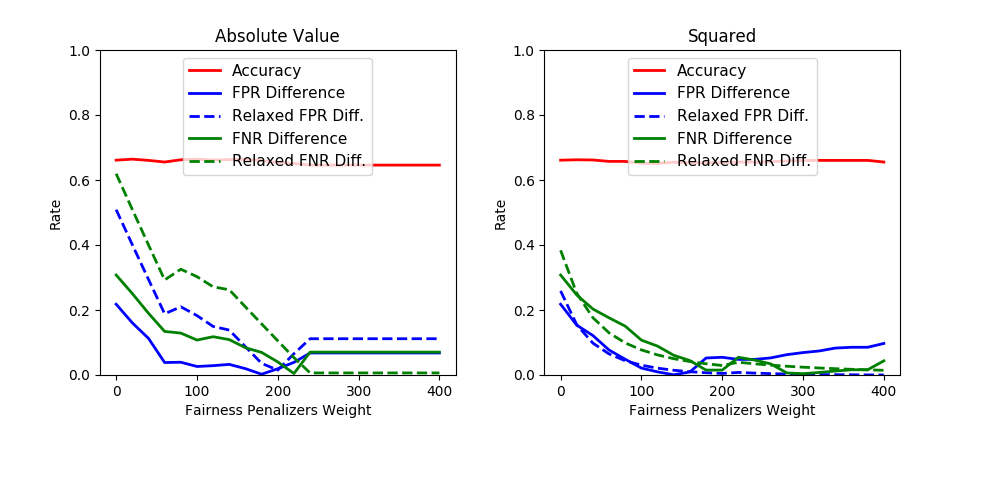 Absolute Value
1.0
0.8
0.6
0.4
0.2
0.0
Rate
Accuracy
FPR Difference
Relaxed FPR Diff.
FNR Difference
Relaxed FNR Diff.
0 100 200 300 400
Fairness Penalizers Weight
Squared
1.0
0.8
0.6
0.4
0.2
0.0
Rate
Accuracy
FPR Difference
Relaxed FPR Diff.
FNR Difference
Relaxed FNR Diff.
0 100 200 300 400
Fairness Penalizers Weight